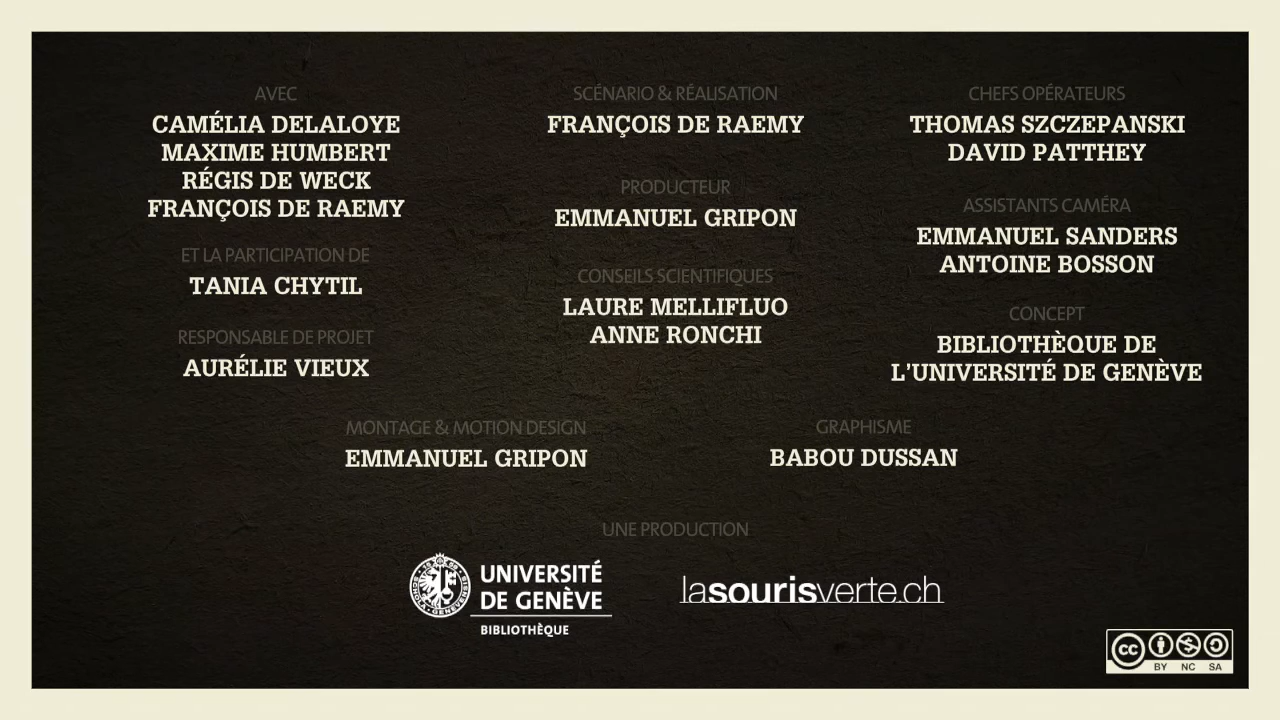 AVEC
CAMÉLIA DELALOYE
MAXIME HUMBERT
RÉGIS DE WECK
FRANÇOIS DE RAEMY
ET LA PARTICIPATION DE
TANIA CHYTIL
RESPONSABLE DE PROJET
AURÉLIE VIEUX
SCÉNARIO & RÉALISATION
FRANÇOIS DE RAEMY
PRODUCTEUR
EMMANUEL GRIPON
CONSEILS SCIENTIFIQUES
LAURE MELLIFLUO
ANNE RONCHI
CHEFS OPÉRATEURS
THOMAS SZCZEPANSKI
DAVID PATTHEY
ASSISTANTS CAMÉRA
EMMANUEL SANDERS
ANTOINE BOSSON
CONCEPT
BIBLIOTHÈQUE DE
L'UNIVERSITÉ DE GENÈVE
MONTAGE & MOTION DESIGN
EMMANUEL GRIPON
GRAPHISME
BABOU DUSSAN
UNE PRODUCTION
UNIVERSITÉ
DE GENÈVE
BIBLIOTHÈQUE
lasourisverte.ch
cc
BY NC SA